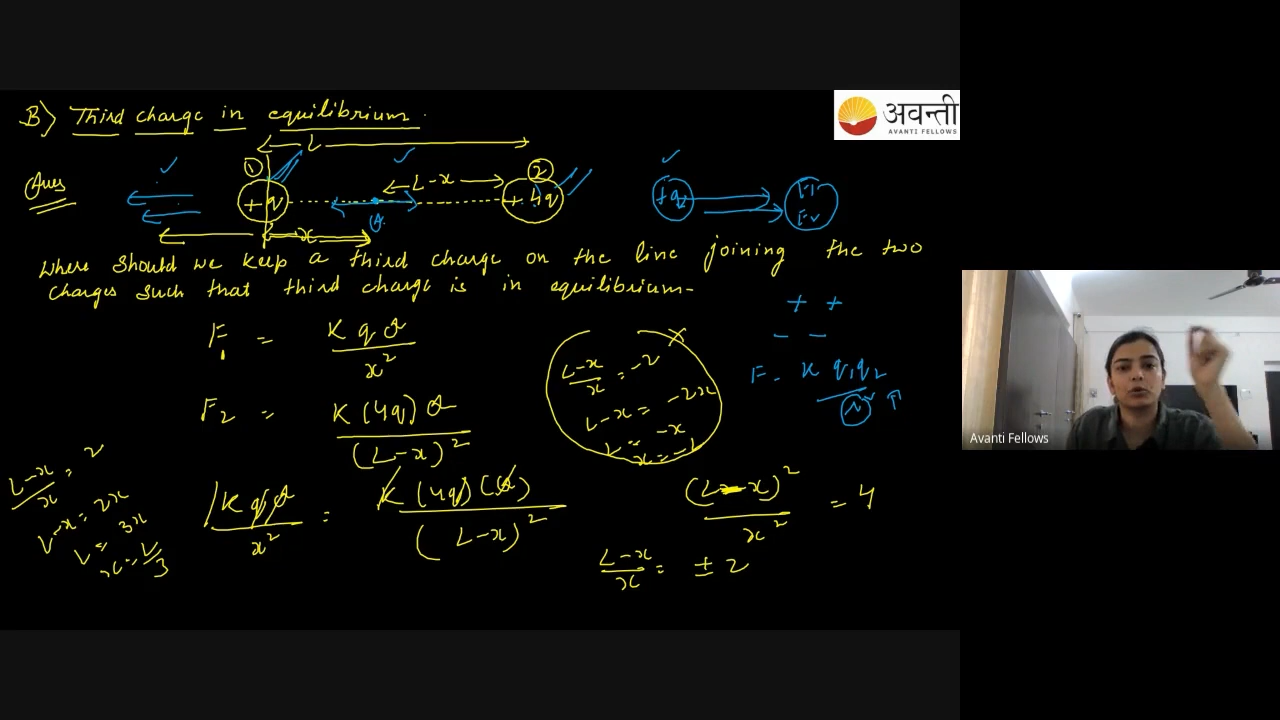 B) Third charge in equilibrium.
L
Ques
1
+q
L-x
2
+4q
x
+q
F1
F2
Where should we keep a third charge on the line joining the two
charges such that third charge is in equilibrium-
+ +
- -
F1 = KqQ/x²
F2 = K(4q)Q/(L-x)²
L-x/x = -2
L-x = -2x
L = -x
x = -L
F = K q1q2/r² ↑
L-x/x = 2
L-x = 2x
L = 3x
x = L/3
KqQ/x² = K(4q)(Q)/(L-x)²
(L-x)²/x² = 4
L-x/x = ±2
अवन्ती
AVANTI FELLOWS
Avanti Fellows